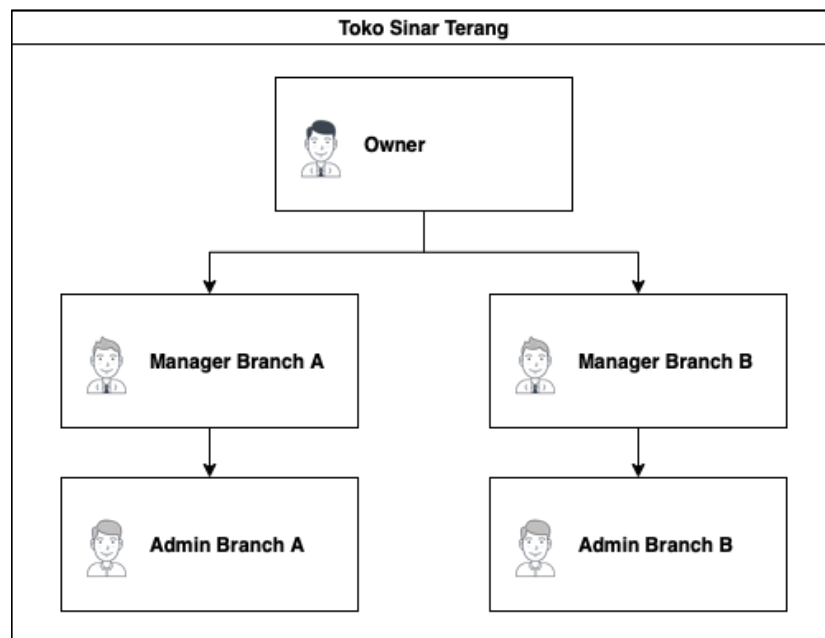 Toko Sinar Terang
Owner
Manager Branch A
Manager Branch B
Admin Branch A
Admin Branch B